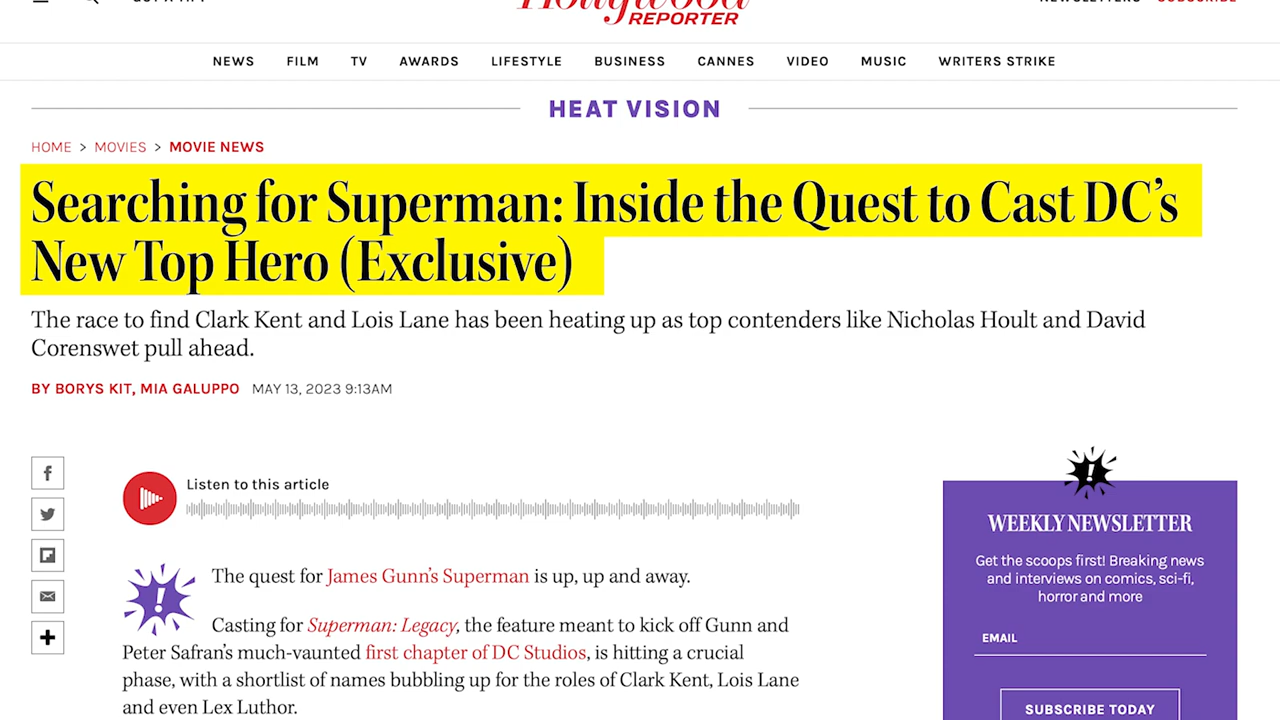 Hollywood
REPORTER
NEWSLETTERS SUBSCRIBE
NEWS FILM TV AWARDS LIFESTYLE BUSINESS CANNES VIDEO MUSIC WRITERS STRIKE
HEAT VISION
HOME > MOVIES > MOVIE NEWS
Searching for Superman: Inside the Quest to Cast DC’s
New Top Hero (Exclusive)
The race to find Clark Kent and Lois Lane has been heating up as top contenders like Nicholas Hoult and David
Corenswet pull ahead.
BY BORYS KIT, MIA GALUPPO MAY 13, 2023 9:13AM
Listen to this article
The quest for James Gunn’s Superman is up, up and away.
Casting for Superman: Legacy, the feature meant to kick off Gunn and
Peter Safran’s much-vaunted first chapter of DC Studios, is hitting a crucial
phase, with a shortlist of names bubbling up for the roles of Clark Kent, Lois Lane
and even Lex Luthor.
WEEKLY NEWSLETTER
Get the scoops first! Breaking news
and interviews on comics, sci-fi,
horror and more
EMAIL
SUBSCRIBE TODAY